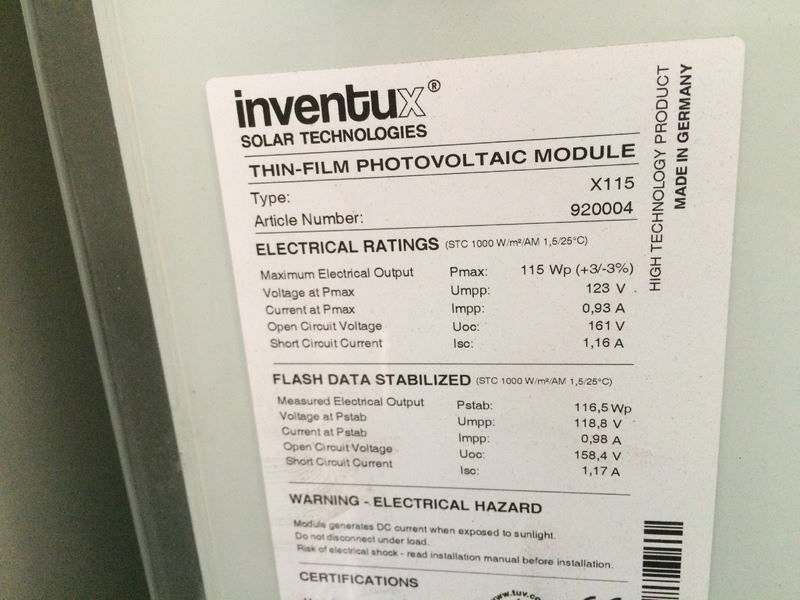 inventux®
SOLAR TECHNOLOGIES
THIN-FILM PHOTOVOLTAIC MODULE
Type: X115
Article Number: 920004
ELECTRICAL RATINGS (STC 1000 W/m²/AM 1,5/25°C)
Maximum Electrical Output Pmax: 115 Wp (+3/-3%)
Voltage at Pmax Umpp: 123 V
Current at Pmax Impp: 0,93 A
Open Circuit Voltage Uoc: 161 V
Short Circuit Current Isc: 1,16 A
FLASH DATA STABILIZED (STC 1000 W/m²/AM 1,5/25°C)
Measured Electrical Output Pstab: 116,5 Wp
Voltage at Pstab Umpp: 118,8 V
Current at Pstab Impp: 0,98 A
Open Circuit Voltage Uoc: 158,4 V
Short Circuit Current Isc: 1,17 A
WARNING - ELECTRICAL HAZARD
Module generates DC current when exposed to sunlight.
Do not disconnect under load.
Risk of electrical shock - read installation manual before installation.
CERTIFICATIONS
HIGH TECHNOLOGY PRODUCT
MADE IN GERMANY